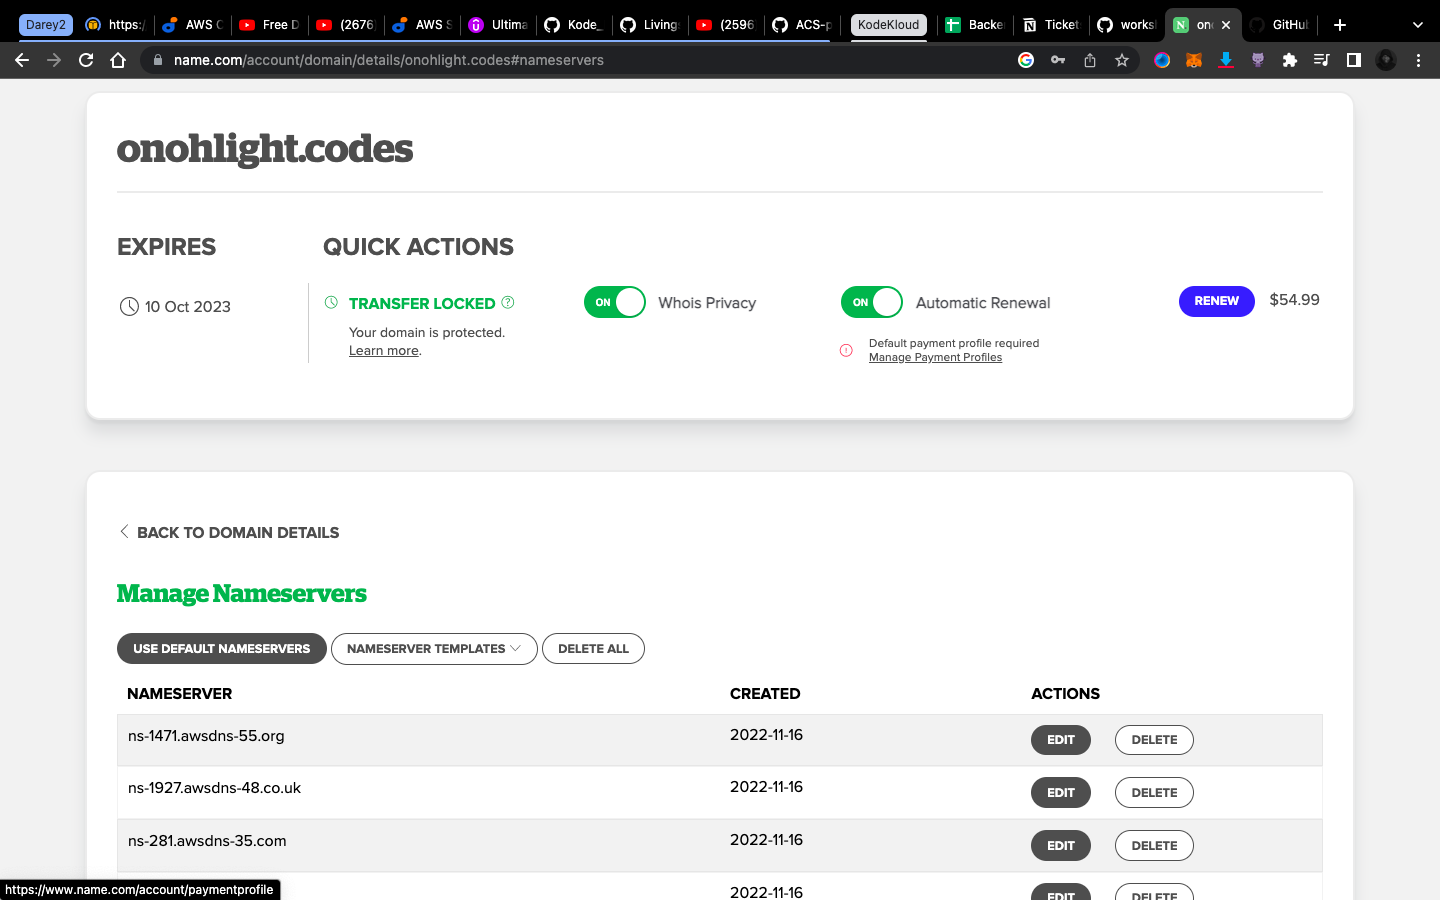 Darey2
https:/
AWS C
Free D
(2676
AWS S
Ultima
Kode_
Living
(2596
ACS-p
KodeKloud
Backe
Ticket
works
ono
GitHub
name.com/account/domain/details/onohlight.codes#nameservers
onohlight.codes
EXPIRES
QUICK ACTIONS
10 Oct 2023
TRANSFER LOCKED
Your domain is protected.
Learn more.
ON
Whois Privacy
ON
Automatic Renewal
Default payment profile required
Manage Payment Profiles
RENEW
$54.99
BACK TO DOMAIN DETAILS
Manage Nameservers
USE DEFAULT NAMESERVERS
NAMESERVER TEMPLATES
DELETE ALL
NAMESERVER CREATED ACTIONS
ns-1471.awsdns-55.org 2022-11-16 EDIT DELETE
ns-1927.awsdns-48.co.uk 2022-11-16 EDIT DELETE
ns-281.awsdns-35.com 2022-11-16 EDIT DELETE
2022-11-16 EDIT DELETE
https://www.name.com/account/paymentprofile